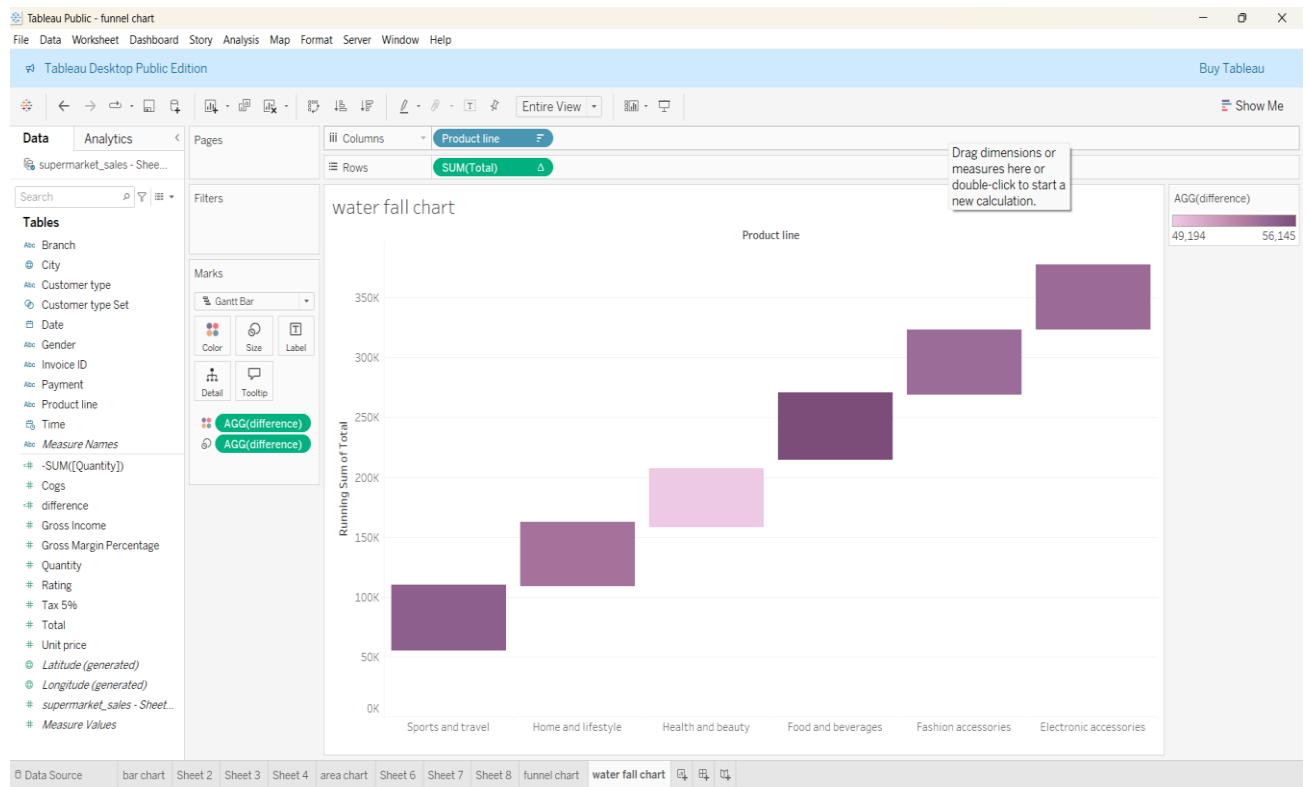 Tableau Public - funnel chart
File Data Worksheet Dashboard Story Analysis Map Format Server Window Help
Tableau Desktop Public Edition
Buy Tableau
Entire View
Show Me
Data Analytics
supermarket_sales - Shee...
Search
Tables
Abc Branch
City
Abc Customer type
Customer type Set
Date
Abc Gender
Abc Invoice ID
Abc Payment
Abc Product line
Time
Abc Measure Names
=# -SUM([Quantity])
# Cogs
=# difference
# Gross Income
# Gross Margin Percentage
# Quantity
# Rating
# Tax 5%
# Total
# Unit price
Latitude (generated)
Longitude (generated)
# supermarket_sales - Sheet...
# Measure Values
Pages
Filters
Marks
Gantt Bar
Color Size Label
Detail Tooltip
AGG(difference)
AGG(difference)
Columns Product line
Rows SUM(Total) Δ
Drag dimensions or
measures here or
double-click to start a
new calculation.
water fall chart
Product line
Running Sum of Total
350K
300K
250K
200K
150K
100K
50K
0K
Sports and travel Home and lifestyle Health and beauty Food and beverages Fashion accessories Electronic accessories
AGG(difference)
49,194 56,145
Data Source bar chart Sheet 2 Sheet 3 Sheet 4 area chart Sheet 6 Sheet 7 Sheet 8 funnel chart water fall chart